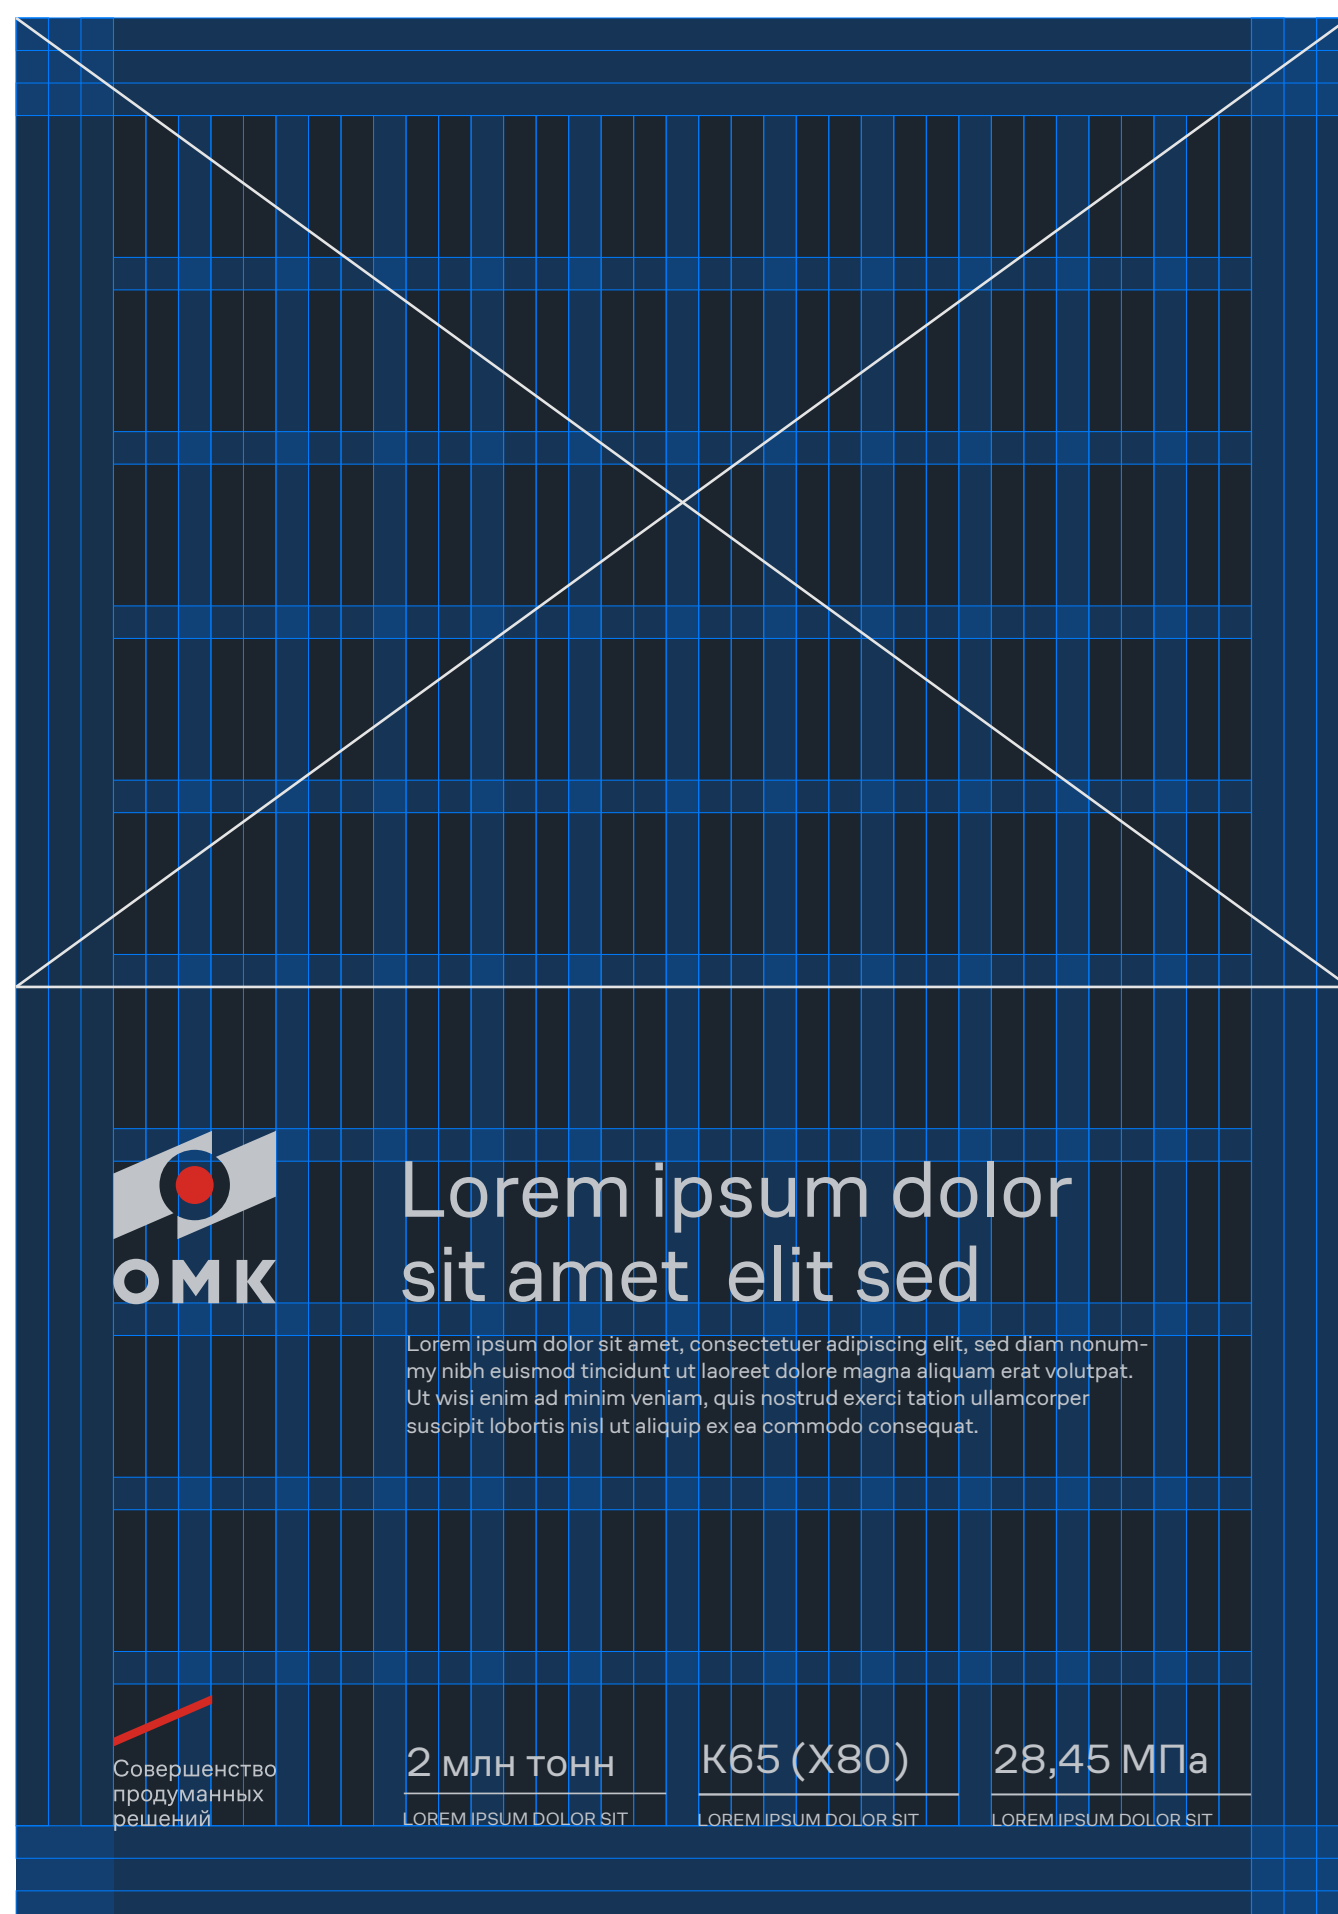 ОМК
Lorem ipsum dolor
sit amet elit sed
Lorem ipsum dolor sit amet, consectetuer adipiscing elit, sed diam nonum-
my nibh euismod tincidunt ut laoreet dolore magna aliquam erat volutpat.
Ut wisi enim ad minim veniam, quis nostrud exerci tation ullamcorper
suscipit lobortis nisl ut aliquip ex ea commodo consequat.
Совершенство
продуманных
решений
2 млн тонн
LOREM IPSUM DOLOR SIT
К65 (Х80)
LOREM IPSUM DOLOR SIT
28,45 МПа
LOREM IPSUM DOLOR SIT